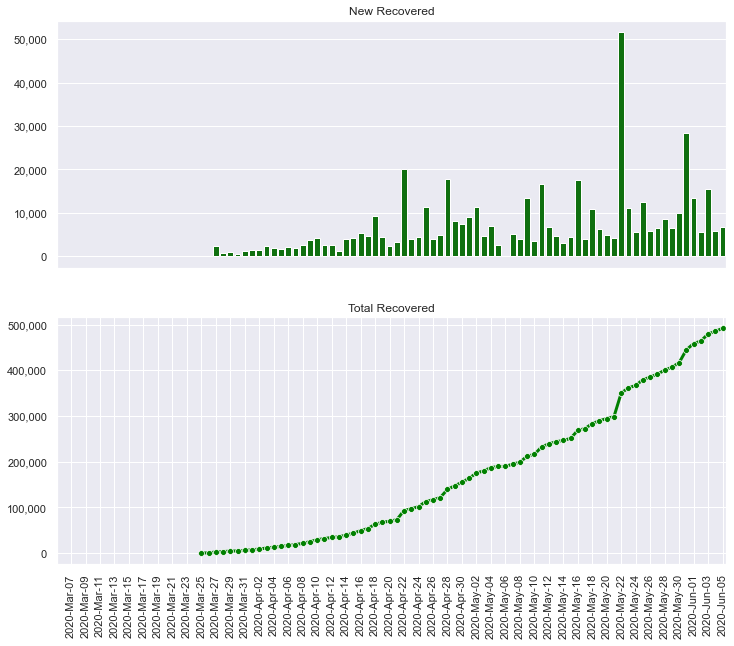 New Recovered
50,000
40,000
30,000
20,000
10,000
0
Total Recovered
500,000
400,000
300,000
200,000
100,000
0
2020-Mar-07
2020-Mar-09
2020-Mar-11
2020-Mar-13
2020-Mar-15
2020-Mar-17
2020-Mar-19
2020-Mar-21
2020-Mar-23
2020-Mar-25
2020-Mar-27
2020-Mar-29
2020-Mar-31
2020-Apr-02
2020-Apr-04
2020-Apr-06
2020-Apr-08
2020-Apr-10
2020-Apr-12
2020-Apr-14
2020-Apr-16
2020-Apr-18
2020-Apr-20
2020-Apr-22
2020-Apr-24
2020-Apr-26
2020-Apr-28
2020-Apr-30
2020-May-02
2020-May-04
2020-May-06
2020-May-08
2020-May-10
2020-May-12
2020-May-14
2020-May-16
2020-May-18
2020-May-20
2020-May-22
2020-May-24
2020-May-26
2020-May-28
2020-May-30
2020-Jun-01
2020-Jun-03
2020-Jun-05